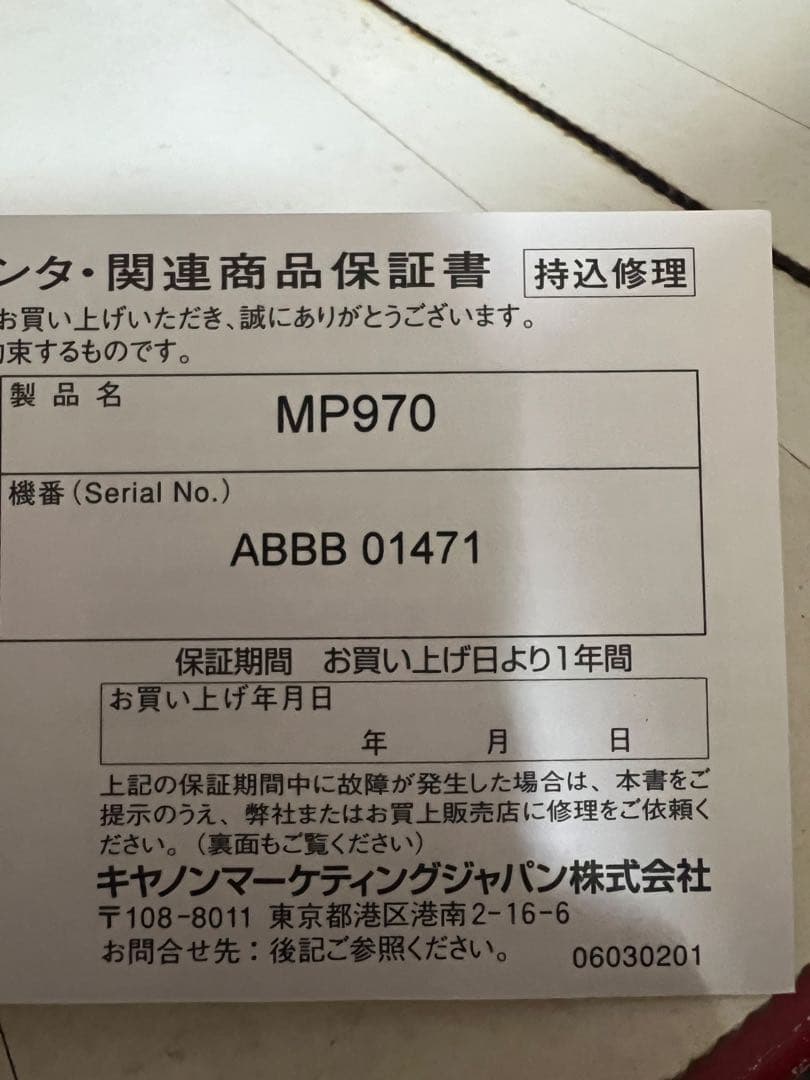 ンタ・関連商品保証書 持込修理
お買い上げいただき、誠にありがとうございます。
束するものです。
製品名
MP970
機番（Serial No.）
ABBB 01471
保証期間　お買い上げ日より1年間
お買い上げ年月日
年　月　日
上記の保証期間中に故障が発生した場合は、本書をご
提示のうえ、弊社またはお買上販売店に修理をご依頼く
ださい。（裏面もご覧ください）
キヤノンマーケティングジャパン株式会社
〒108-8011 東京都港区港南2-16-6
お問合せ先：後記ご参照ください。 06030201